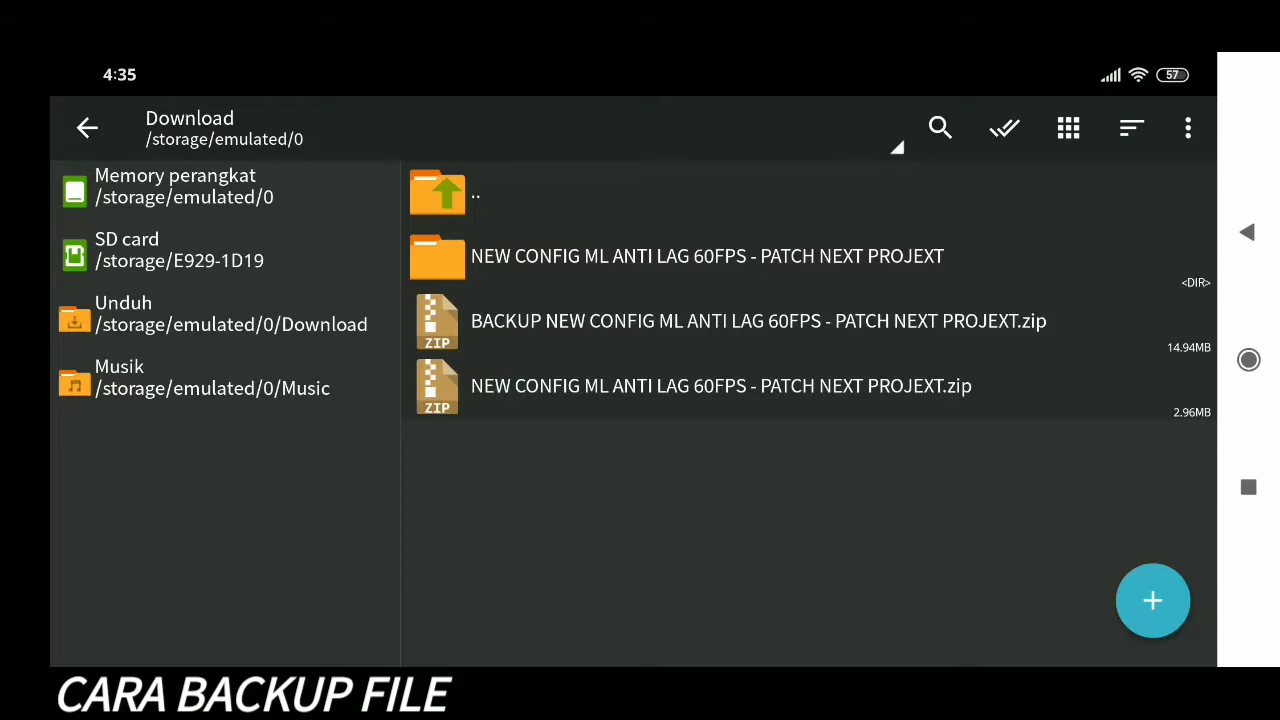 4:35
57
Download
/storage/emulated/0
Memory perangkat
/storage/emulated/0
SD card
/storage/E929-1D19
Unduh
/storage/emulated/0/Download
Musik
/storage/emulated/0/Music
..
NEW CONFIG ML ANTI LAG 60FPS - PATCH NEXT PROJEXT
<DIR>
BACKUP NEW CONFIG ML ANTI LAG 60FPS - PATCH NEXT PROJEXT.zip
ZIP
14.94MB
NEW CONFIG ML ANTI LAG 60FPS - PATCH NEXT PROJEXT.zip
ZIP
2.96MB
CARA BACKUP FILE